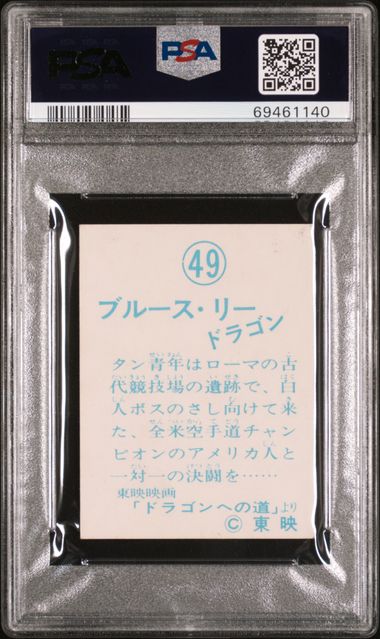 PSA
PSA
69461140
49
ブルース・リー
ドラゴン
タン青年はローマの古
代競技場の遺跡で、白
人ボスのさし向けて来
た、全米空手道チャン
ピオンのアメリカ人と
一対一の決闘を……
東映映画
「ドラゴンへの道」より
© 東映